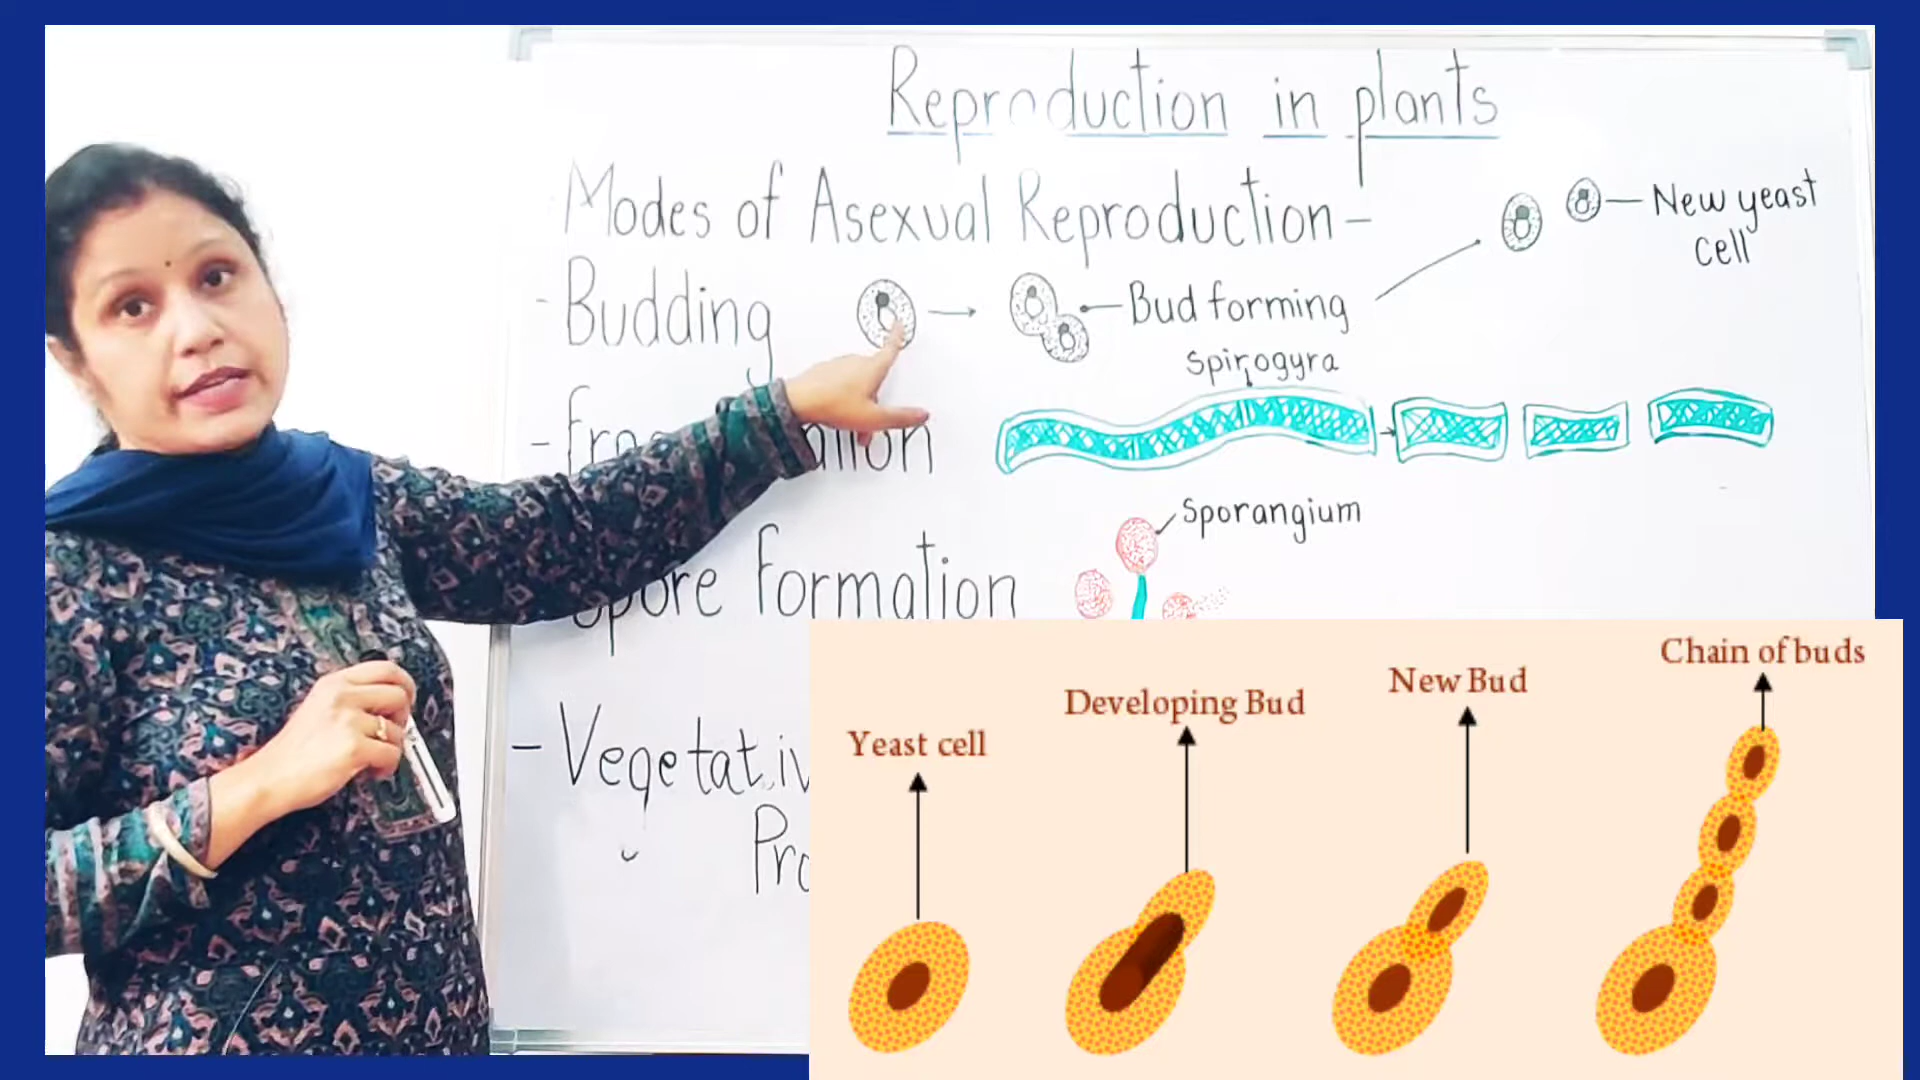 Reproduction in plants
Modes of Asexual Reproduction-
New yeast
cell
- Budding
Bud forming
Spirogyra
Sporangium
Formation
Yeast cell
Developing Bud
New Bud
Chain of buds